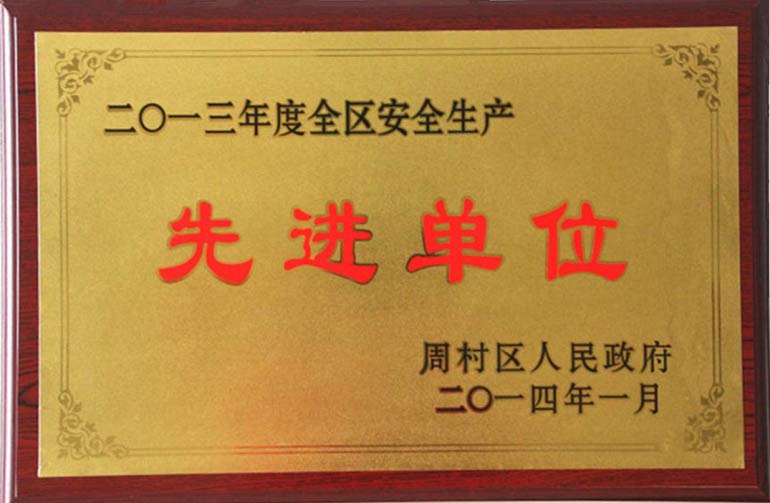 二〇一三年度全区安全生产
先进单位
周村区人民政府
二〇一四年一月